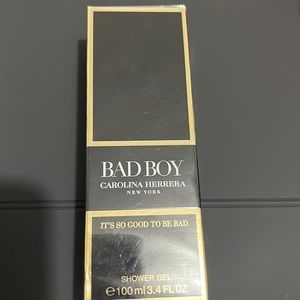 BAD BOY
CAROLINA HERRERA
NEW YORK
IT'S SO GOOD TO BE BAD
SHOWER GEL
℮100 ml 3.4 FL OZ